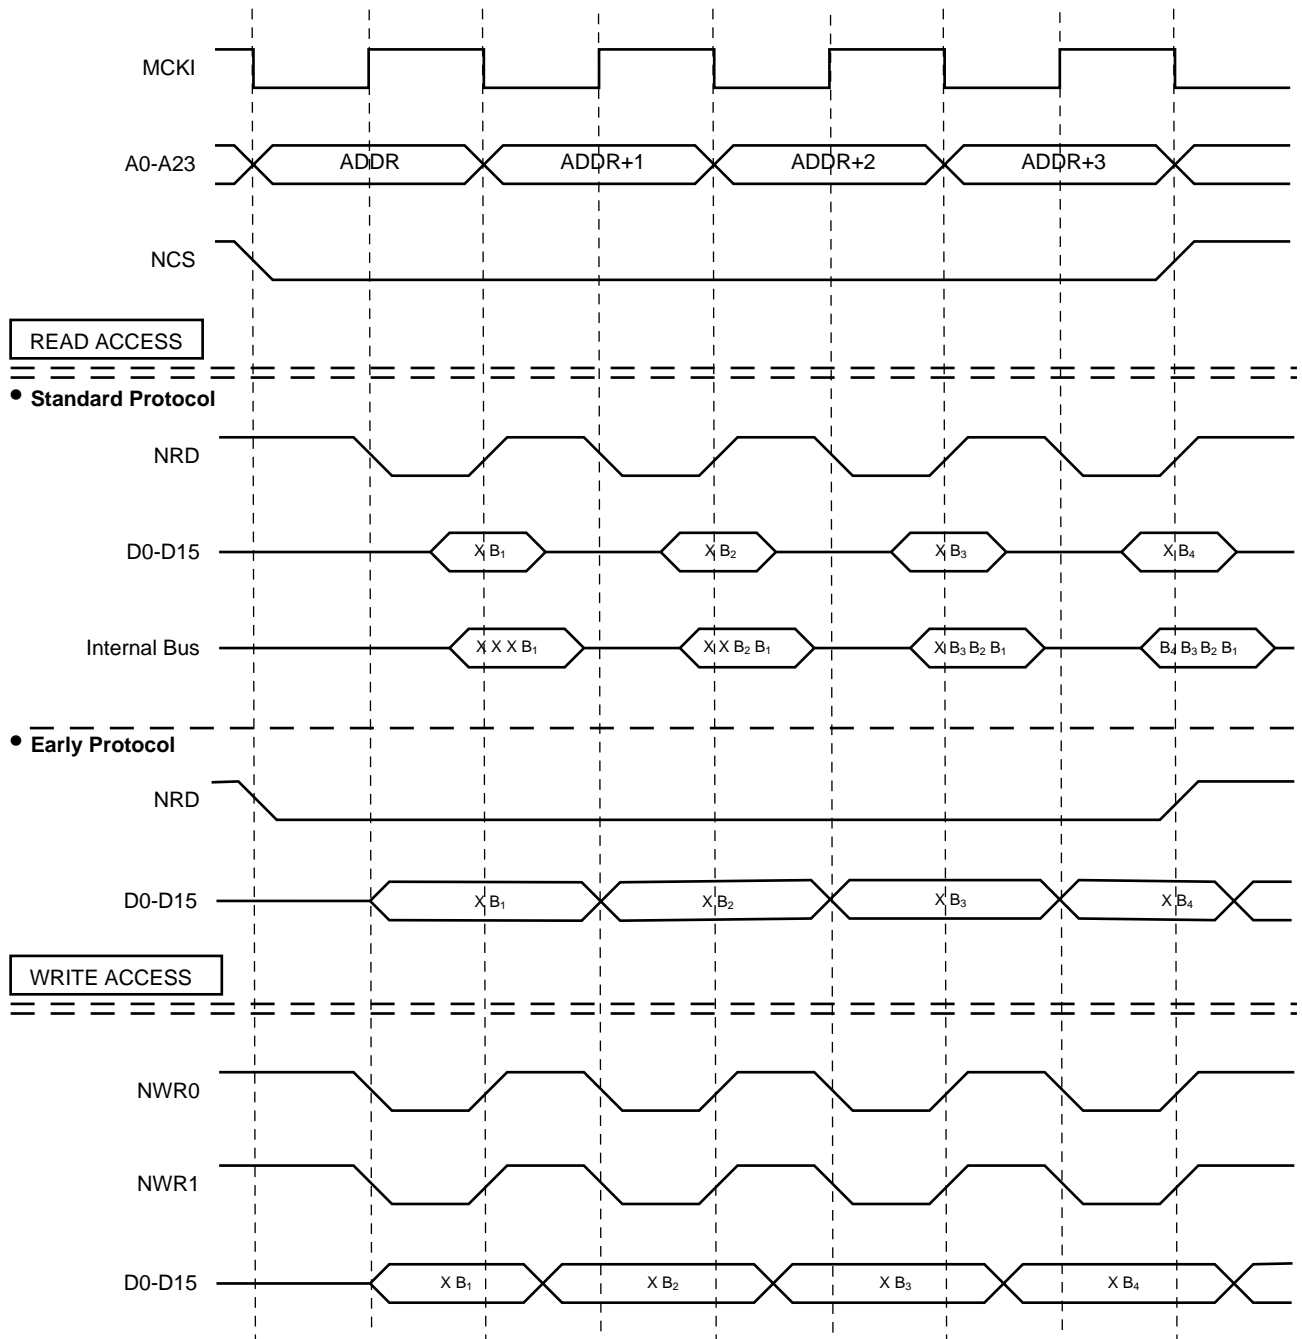 MCKI
A0-A23 ADDR ADDR+1 ADDR+2 ADDR+3
NCS
READ ACCESS
• Standard Protocol
NRD
D0-D15 X B₁ X B₂ X B₃ X B₄
Internal Bus X X X B₁ X X B₂ B₁ X B₃ B₂ B₁ B₄ B₃ B₂ B₁
• Early Protocol
NRD
D0-D15 X B₁ X B₂ X B₃ X B₄
WRITE ACCESS
NWR0
NWR1
D0-D15 X B₁ X B₂ X B₃ X B₄